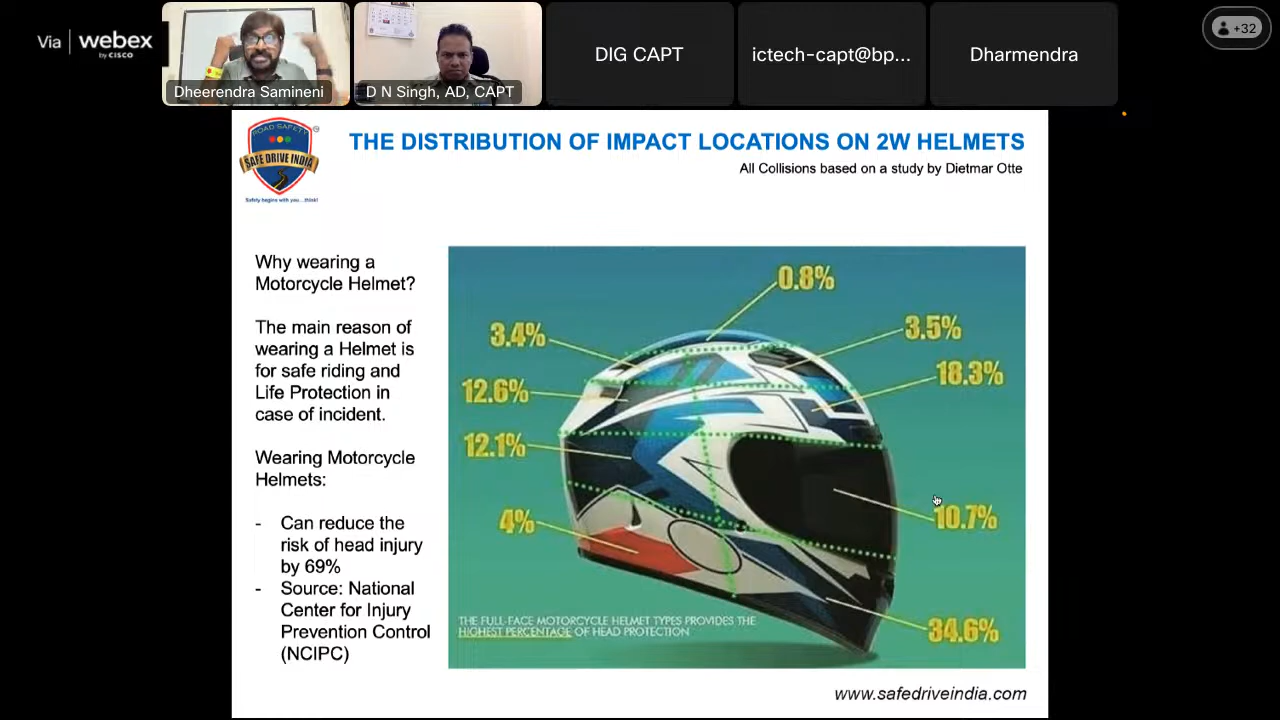 Via webex
by CISCO
Dheerendra Samineni
D N Singh, AD, CAPT
DIG CAPT
ictech-capt@bp...
Dharmendra
+32
ROAD SAFETY
SAFE DRIVE INDIA
Safety begins with you...think!
THE DISTRIBUTION OF IMPACT LOCATIONS ON 2W HELMETS
All Collisions based on a study by Dietmar Otte
Why wearing a
Motorcycle Helmet?
The main reason of
wearing a Helmet is
for safe riding and
Life Protection in
case of incident.
Wearing Motorcycle
Helmets:
- Can reduce the
risk of head injury
by 69%
- Source: National
Center for Injury
Prevention Control
(NCIPC)
0.8%
3.4%
3.5%
18.3%
12.6%
12.1%
10.7%
4%
34.6%
THE FULL-FACE MOTORCYCLE HELMET TYPES PROVIDES THE
HIGHEST PERCENTAGE OF HEAD PROTECTION
www.safedriveindia.com